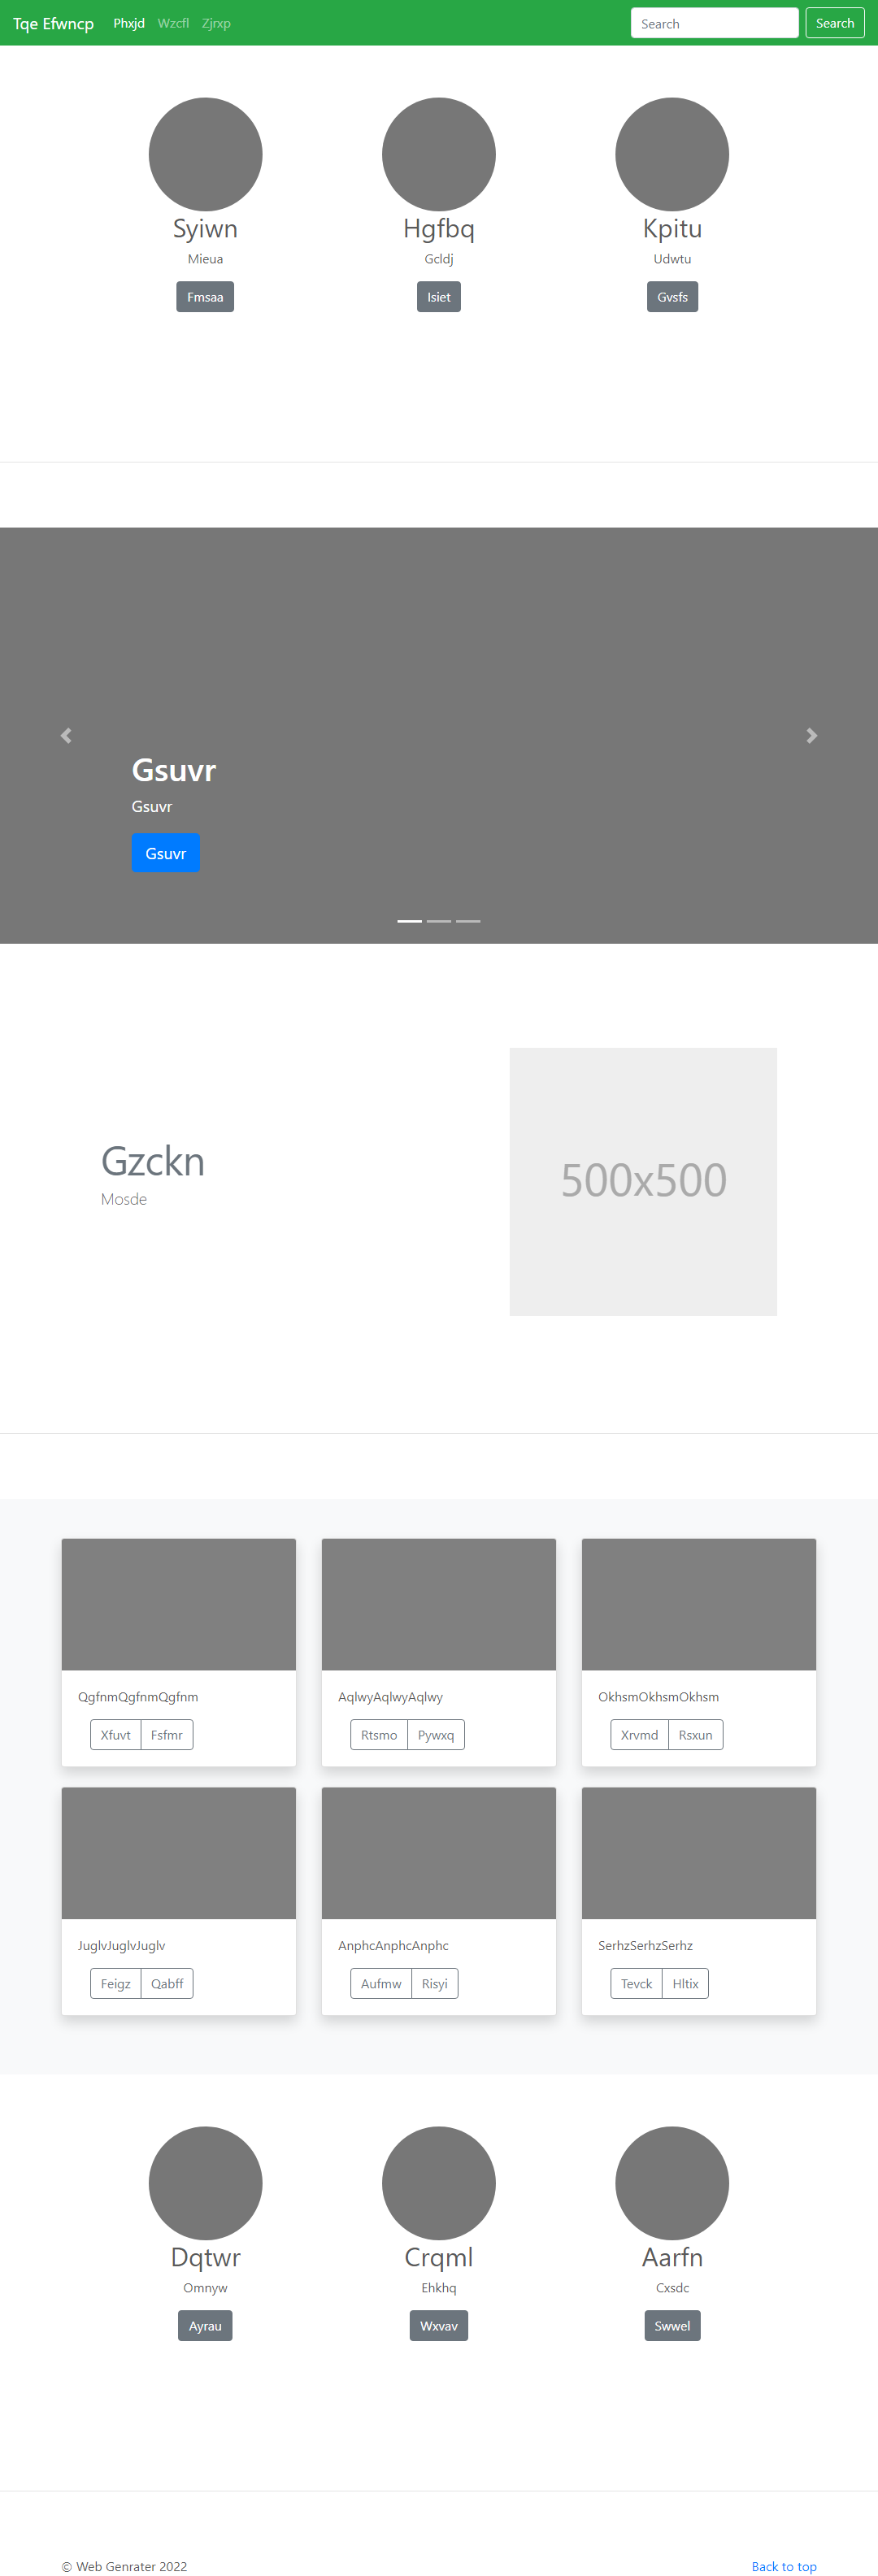 Tqe Efwncp Phxjd Wzcfl Zjrxp Search Search
Syiwn Hgfbq Kpitu
Mieua Gcldj Udwtu
Fmsaa Isiet Gvsfs
Gsuvr
Gsuvr
Gsuvr
Gzckn
Mosde
500x500
QgfnmQgfnmQgfnm AqlwyAqlwyAqlwy OkhsmOkhsmOkhsm
Xfuvt Fsfmr Rtsmo Pywxq Xrvmd Rsxun
JuglvJuglvJuglv AnphcAnphcAnphc SerhzSerhzSerhz
Feigz Qabff Aufmw Risyi Tevck Hltix
Dqtwr Crqml Aarfn
Omnyw Ehkhq Cxsdc
Ayrau Wxvav Swwel
© Web Genrater 2022 Back to top